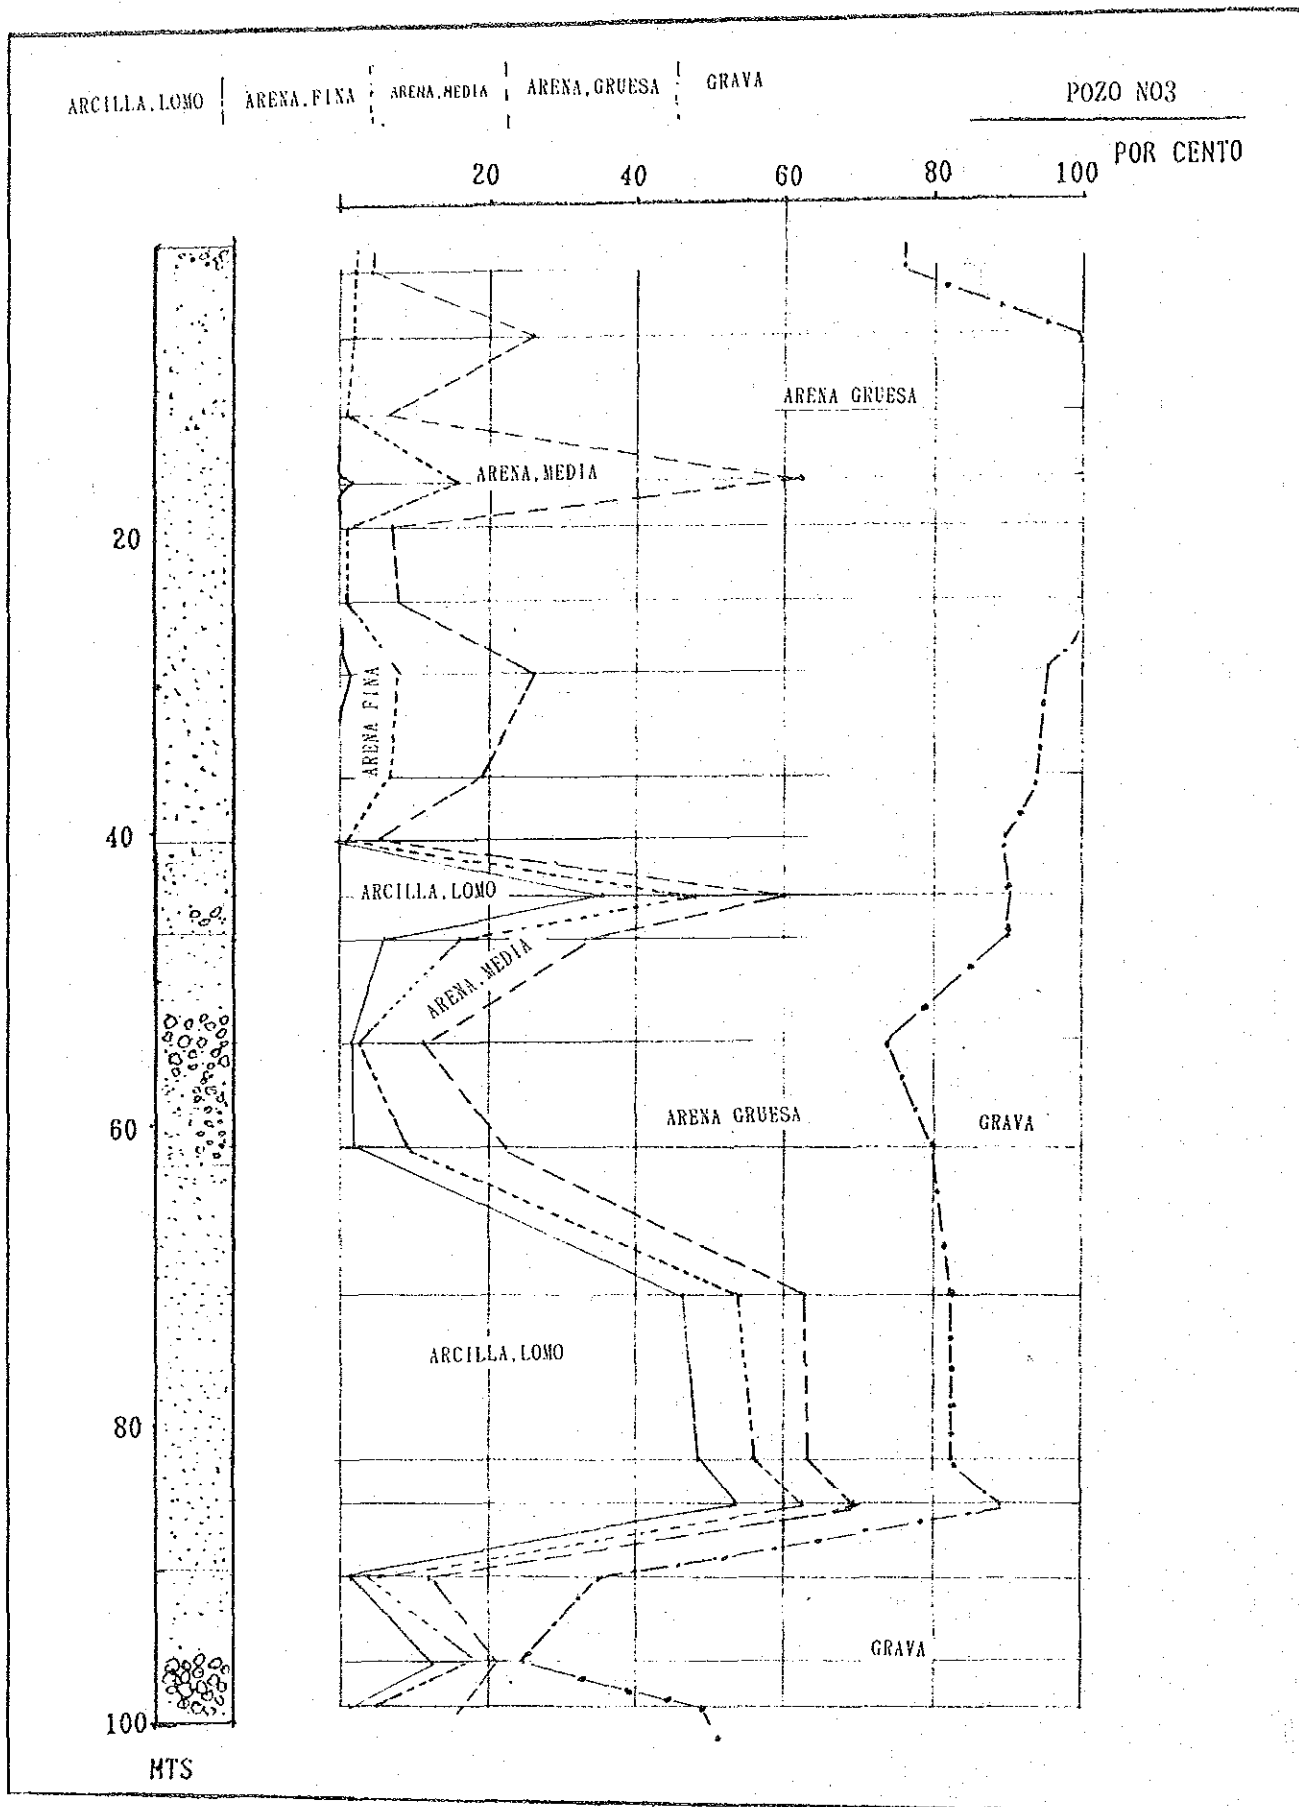 ARCILLA,LOMO ARENA,FINA ARENA,MEDIA ARENA,GRUESA GRAVA
POZO NO3
POR CENTO
20 40 60 80 100
ARENA GRUESA
ARENA,MEDIA
20
ARENA FINA
40
ARCILLA,LOMO
ARENA,MEDIA
ARENA GRUESA
GRAVA
60
ARCILLA,LOMO
80
GRAVA
100
MTS